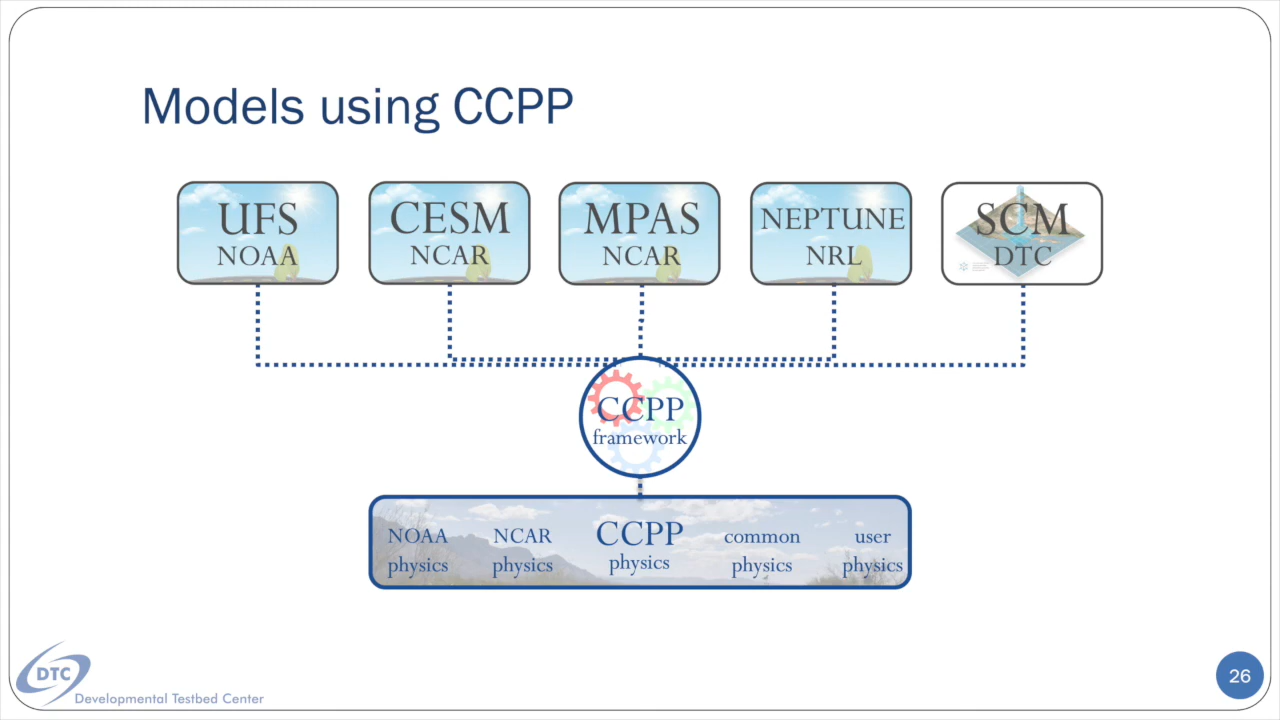 Models using CCPP
UFS
NOAA
CESM
NCAR
MPAS
NCAR
NEPTUNE
NRL
SCM
DTC
CCPP
framework
NOAA
physics
NCAR
physics
CCPP
physics
common
physics
user
physics
DTC
Developmental Testbed Center
26